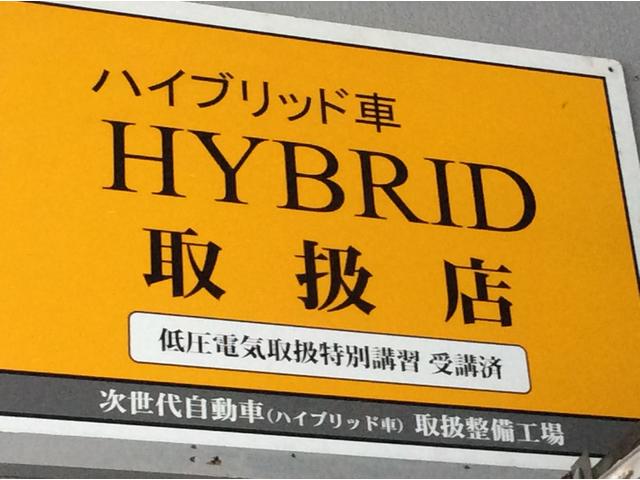 ハイブリッド車
HYBRID
取扱店
低圧電気取扱特別講習 受講済
次世代自動車(ハイブリッド車) 取扱整備工場